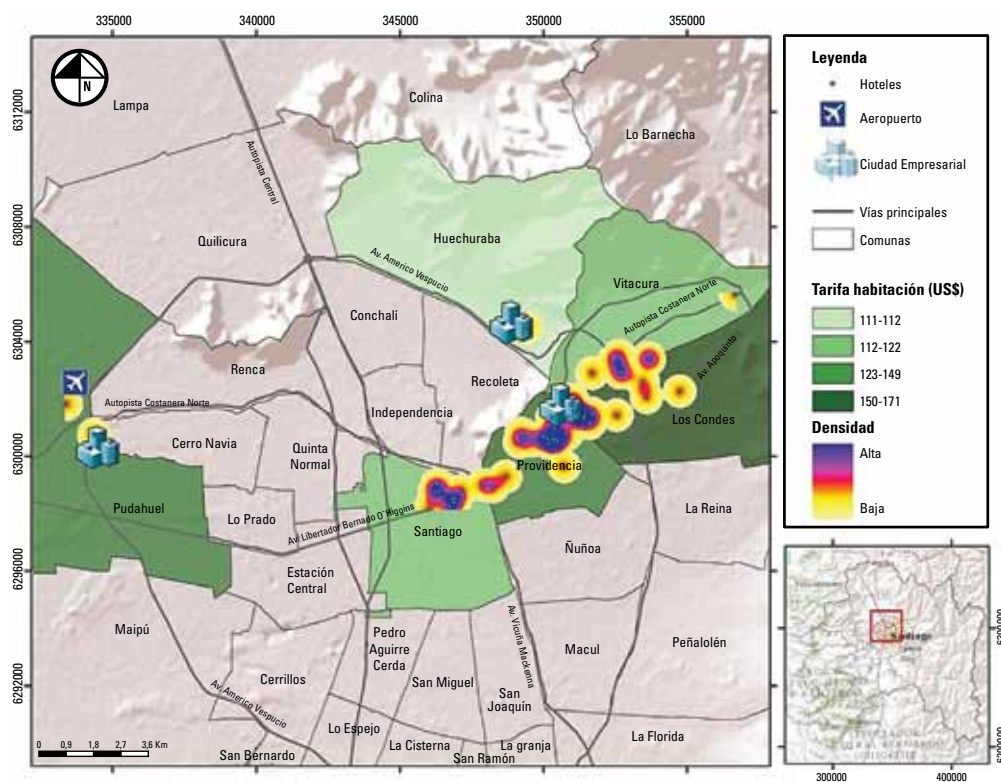 335000
340000
345000
350000
355000
6312000
6308000
6304000
6300000
6296000
6292000
N
Lampa
Colina
Lo Barnecha
Autopista Central
Quilicura
Huechuraba
Av. Americo Vespucio
Vitacura
Autopista Costanera Norte
Conchalí
Renca
Recoleta
Av. Apoquinto
Autopista Costanera Norte
Independencia
Los Condes
Cerro Navia
Quinta
Normal
Providencia
Pudahuel
Lo Prado
Av. Libertador Bernado O´Higgins
Santiago
La Reina
Ñuñoa
Estación
Central
Maipú
Pedro
Aguirre
Cerda
Av. Vicuña Mackenna
Macul
Peñalolén
Cerrillos
San Miguel
San
Joaquín
Av. Americo Vespucio
Lo Espejo
La Cisterna
La granja
La Florida
San Bernardo
San Ramón
0 0,9 1,8 2,7 3,6 Km
Leyenda
Hoteles
Aeropuerto
Ciudad Empresarial
Vías principales
Comunas
Tarifa habitación (US$)
111-112
112-122
123-149
150-171
Densidad
Alta
Baja
Santiago
300000
400000